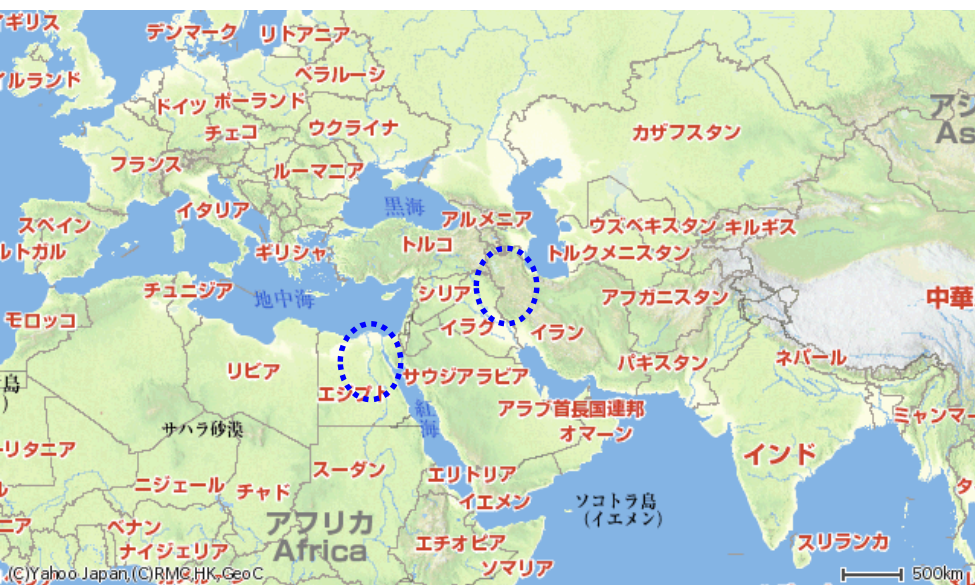 イギリス
デンマーク
リトアニア
イルランド
ベラルーシ
ドイツ
ポーランド
アジ
As
チェコ
ウクライナ
カザフスタン
フランス
ルーマニア
スペイン
イタリア
黒海
アルメニア
ウズベキスタン
キルギス
ルトガル
ギリシャ
トルコ
トルクメニスタン
チュニジア
地中海
シリア
アフガニスタン
中華
モロッコ
イラク
イラン
リビア
エジプト
サウジアラビア
パキスタン
ネパール
島
)
サハラ砂漠
紅海
アラブ首長国連邦
オマーン
ミャンマー
ーリタニア
スーダン
エリトリア
インド
ニジェール
チャド
イエメン
ソコトラ島
(イエメン)
タ
ニア
ベナン
アフリカ
Africa
ナイジェリア
エチオピア
ソマリア
スリランカ
(C)Yahoo Japan,(C)RMC,HK,GeoC
500km